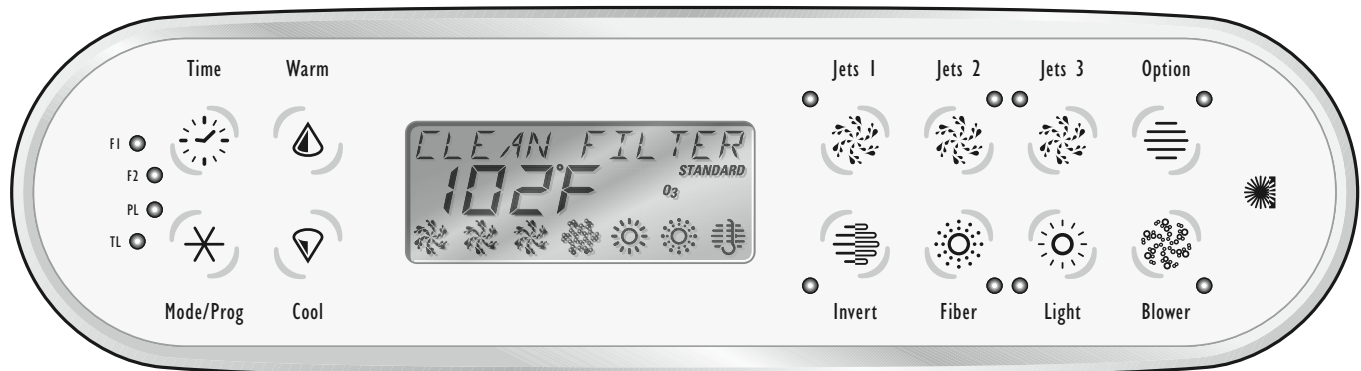 Time Warm Jets 1 Jets 2 Jets 3 Option
F1
F2
PL
TL
CLEAN FILTER
102°F STANDARD
O3
Mode/Prog Cool Invert Fiber Light Blower